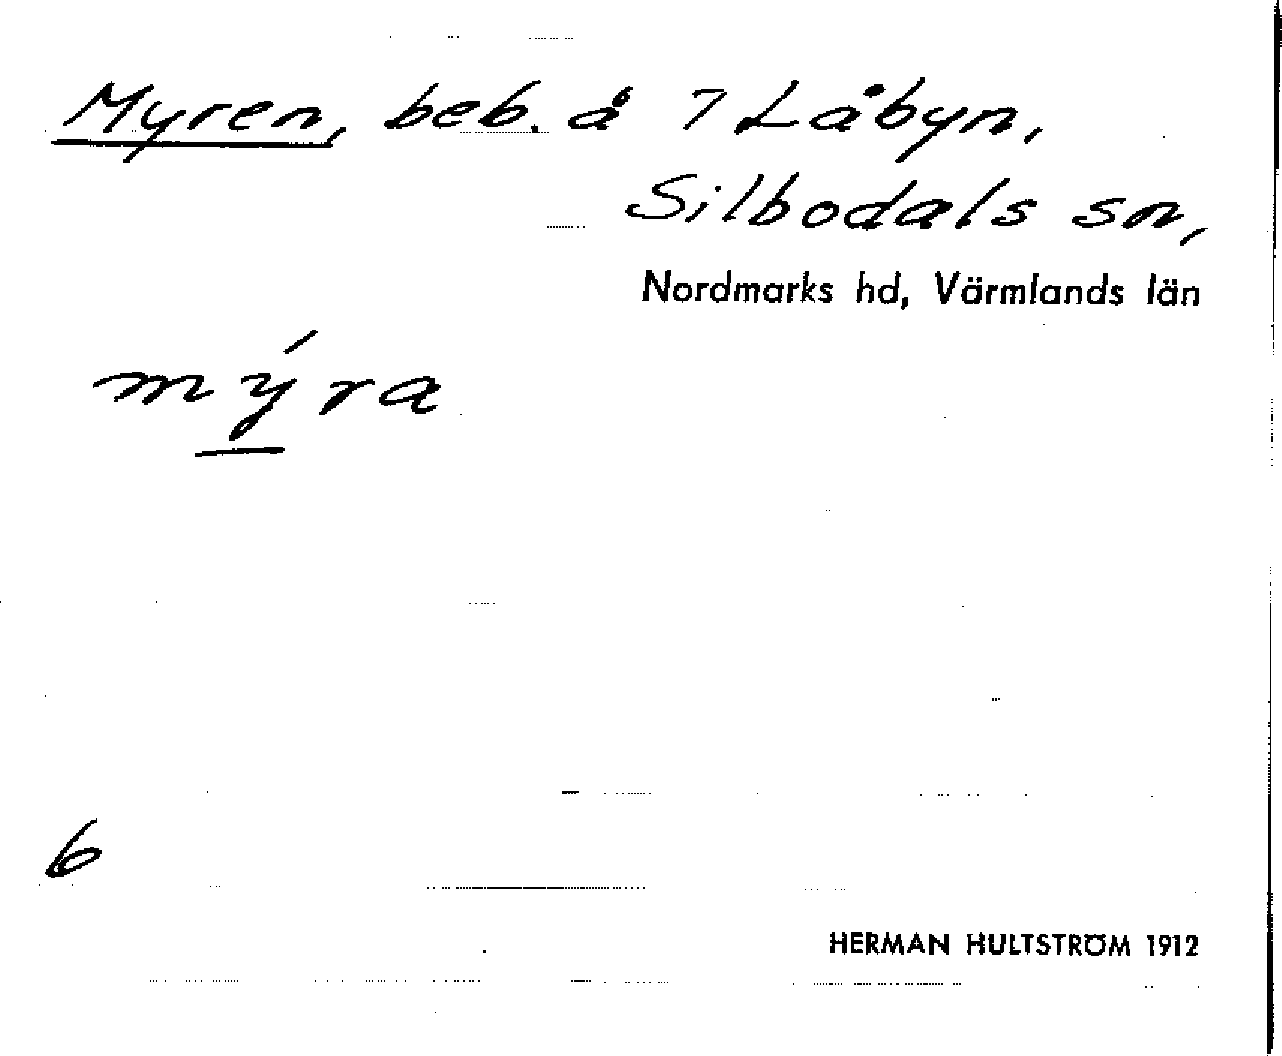 Myren, beb. å 7 Låbyn,
Silbodals sn,
Nordmarks hd, Värmlands län
mýra
6
HERMAN HULTSTRÖM 1912